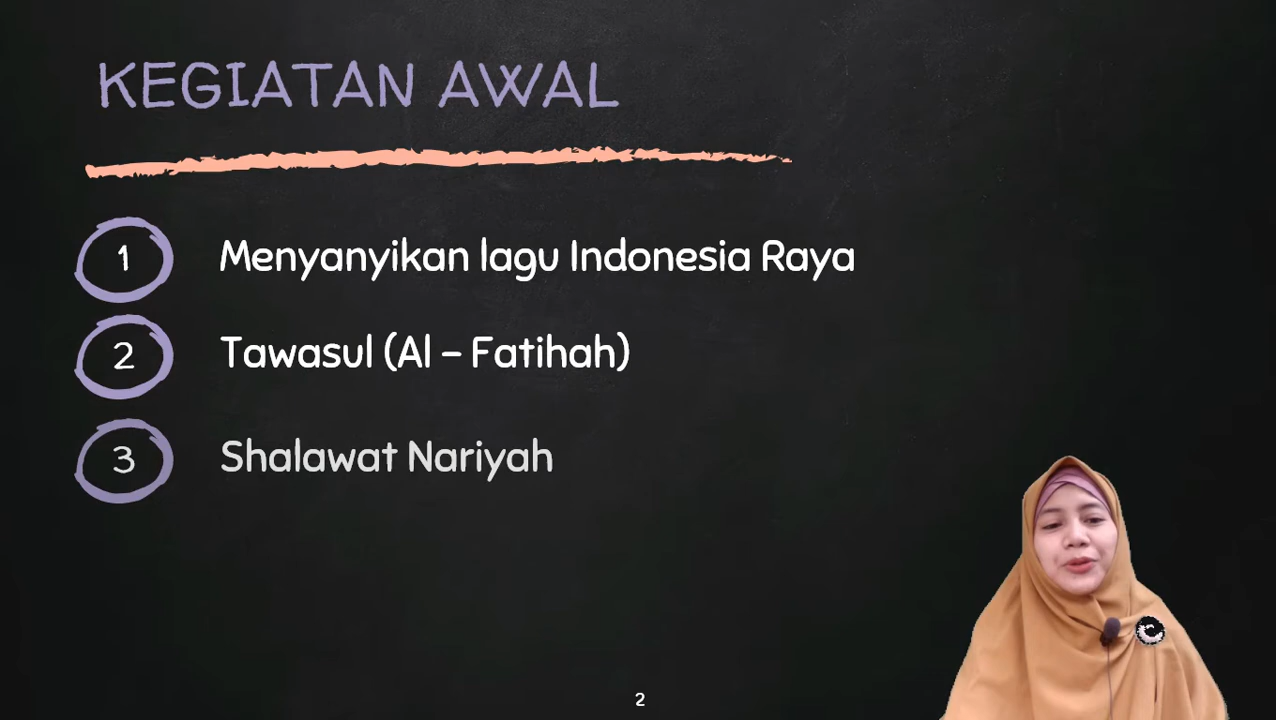 KEGIATAN AWAL
1 Menyanyikan lagu Indonesia Raya
2 Tawasul (Al – Fatihah)
3 Shalawat Nariyah
2